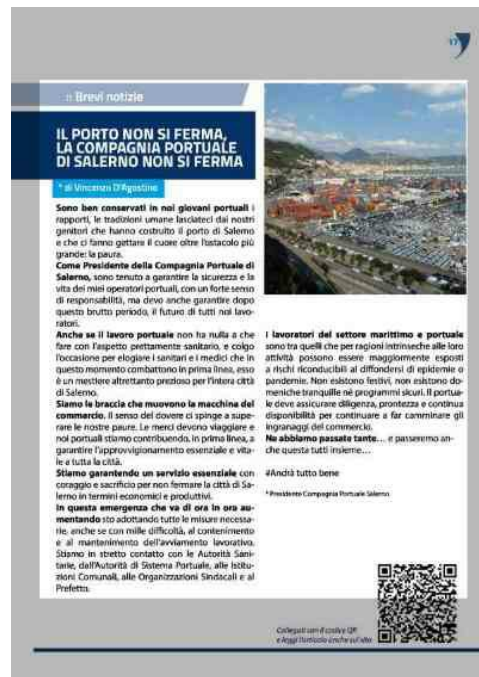 17
:: Brevi notizie
IL PORTO NON SI FERMA,
LA COMPAGNIA PORTUALE
DI SALERNO NON SI FERMA
* di Vincenzo D'Agostino
Sono ben conservati in noi giovani portuali i
rapporti, le tradizioni umane lasciateci dai nostri
genitori che hanno costruito il porto di Salerno
e che ci fanno gettare il cuore oltre l'ostacolo più
grande: la paura.
Come Presidente della Compagnia Portuale di
Salerno, sono tenuto a garantire la sicurezza e la
vita dei miei operatori portuali, con un forte senso
di responsabilità, ma devo anche garantire dopo
questo brutto periodo, il futuro di tutti noi lavo-
ratori.
Anche se il lavoro portuale non ha nulla a che
fare con l'aspetto prettamente sanitario, e colgo
l'occasione per elogiare i sanitari e i medici che in
questo momento combattono in prima linea, esso
è un mestiere altrettanto prezioso per l'intera città
di Salerno.
Siamo le braccia che muovono la macchina del
commercio. Il senso del dovere ci spinge a supe-
rare le nostre paure. Le merci devono viaggiare e
noi portuali stiamo contribuendo, in prima linea, a
garantire l'approvvigionamento essenziale e vita-
le a tutta la città.
Stiamo garantendo un servizio essenziale con
coraggio e sacrificio per non fermare la città di Sa-
lerno in termini economici e produttivi.
In questa emergenza che va di ora in ora au-
mentando sto adottando tutte le misure necessa-
rie, anche se con mille difficoltà, al contenimento
e al mantenimento dell'avviamento lavorativo.
Stiamo in stretto contatto con le Autorità Sani-
tarie, dall'Autorità di Sistema Portuale, alle Istitu-
zioni Comunali, alle Organizzazioni Sindacali e al
Prefetto.
I lavoratori del settore marittimo e portuale
sono tra quelli che per ragioni intrinseche alle loro
attività possono essere maggiormente esposti
a rischi riconducibili al diffondersi di epidemie o
pandemie. Non esistono festivi, non esistono do-
meniche tranquille né programmi sicuri. Il portua-
le deve assicurare diligenza, prontezza e continua
disponibilità per continuare a far camminare gli
ingranaggi del commercio.
Ne abbiamo passate tante... e passeremo an-
che questa tutti insieme...
#Andrà tutto bene
* Presidente Compagnia Portuale Salerno
Collegati con il codice QR
e leggi l'articolo anche sul sito